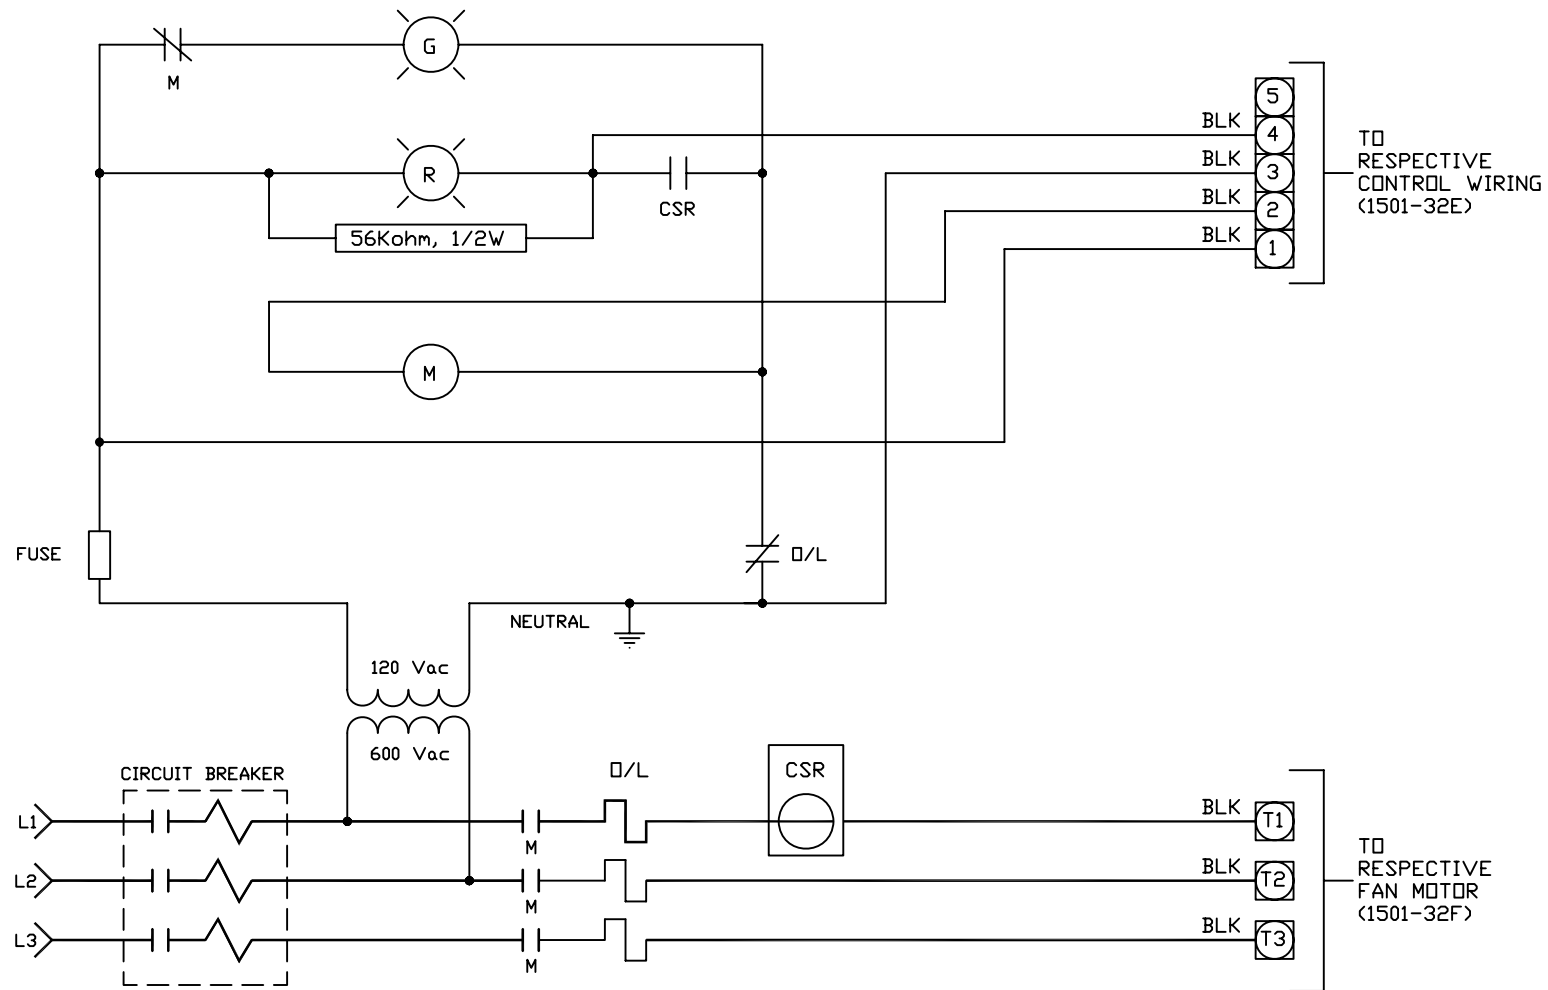 G
M
5
BLK 4
TO
RESPECTIVE
CONTROL WIRING
(1501-32E)
R
BLK 3
CSR
BLK 2
56Kohm, 1/2W
BLK 1
M
FUSE
O/L
NEUTRAL
120 Vac
600 Vac
CIRCUIT BREAKER
O/L
CSR
L1
M
BLK T1
TO
RESPECTIVE
FAN MOTOR
(1501-32F)
L2
M
BLK T2
L3
M
BLK T3